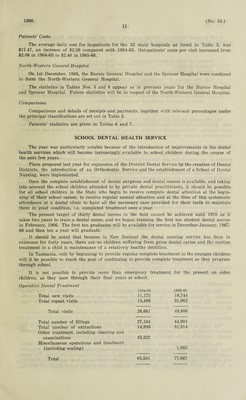 1966.
(No. 5d.)
11
Patients' Costs.
The average daily cost for in-patients for the 22 main hospitals as listed in Table 5, was
$17.47, an increase of $2.26 compared with 1964-65. Out-patients' costs per visit increased from
$2.09 in 1964-65 to $2.40 in 1965-66.
North-Western General Hospital
On 1st December, 1965, the Burnie General Hospital and the Spencer Hospital were combined
to form the North-Western General Hospital.
The statistics in Tables Nos. 5 and 6 appear as in previous years for the Burnie Hospital
and Spencer Hospital. Future statistics will be in respect of the North-Western General Hospital.
Comparisons
Comparisons and details of receipts and payments, together with relevant percentages under
the principal classifications are set out in Table 5.
Patients' statistics are given in Tables 6 and 7.
SCHOOL DENTAL HEALTH SERVICE
The year was particularly notable because of the introduction of improvements in the dental
health services which will become increasingly available to school children during the course of
the next few years.
Plans proposed last year for expansion of the District Dental Service by the creation of Dental
Districts, the introduction of an Orthodontic Service and the establishment of a School of Dental
Nursing, were implemented.
Once the complete establishment of dental surgeons and dental nurses is available, and taking
into account the school children attended to by private dental practitioners, it should be possible
for all school children in the State who begin to receive complete dental attention at the begin-
ning of their school career, to receive regular annual attention and at the time of this systematic
attendance at a dental clinic to have all the necessary care provided for their teeth to maintain
them in good condition, i.e. completed treatment once a year.
The present target of thirty dental nurses in the field cannot be achieved until 1970 as it
takes two years to train a dental nurse, and we began training the first ten student dental nurses
in February, 1966. The first ten graduates will be available for service in December-January, 1967-
68 and then ten a year will graduate.
It should be noted that because in New Zealand the dental nursing service has been in
existence for forty years, there are no children suffering from gross dental caries and the routine
treatment in a child is maintenance of a relatively healthy dentition.
In Tasmania, only by beginning to provide regular complete treatment in the younger children
will it be possible to reach the goal of continuing to provide complete treatment as they progress
through school.
It is not possible to provide more than emergency treatment for the present on older
children, as they pass through their final years at school.
Operative Dental Treatment
1964-65 1965-66
Total new visits 11,173 18,244
Total repeat visits 15,488 31,662
Total visits 26,661 49,906
Total number of fillings 27,184 44,901
Total number of extractions 14,995 31,914
Other treatment, including cleaning and
examinations 43,322
Miscellaneous operations and treatment
(including scaling) 1,052
Total 85,501 77,867